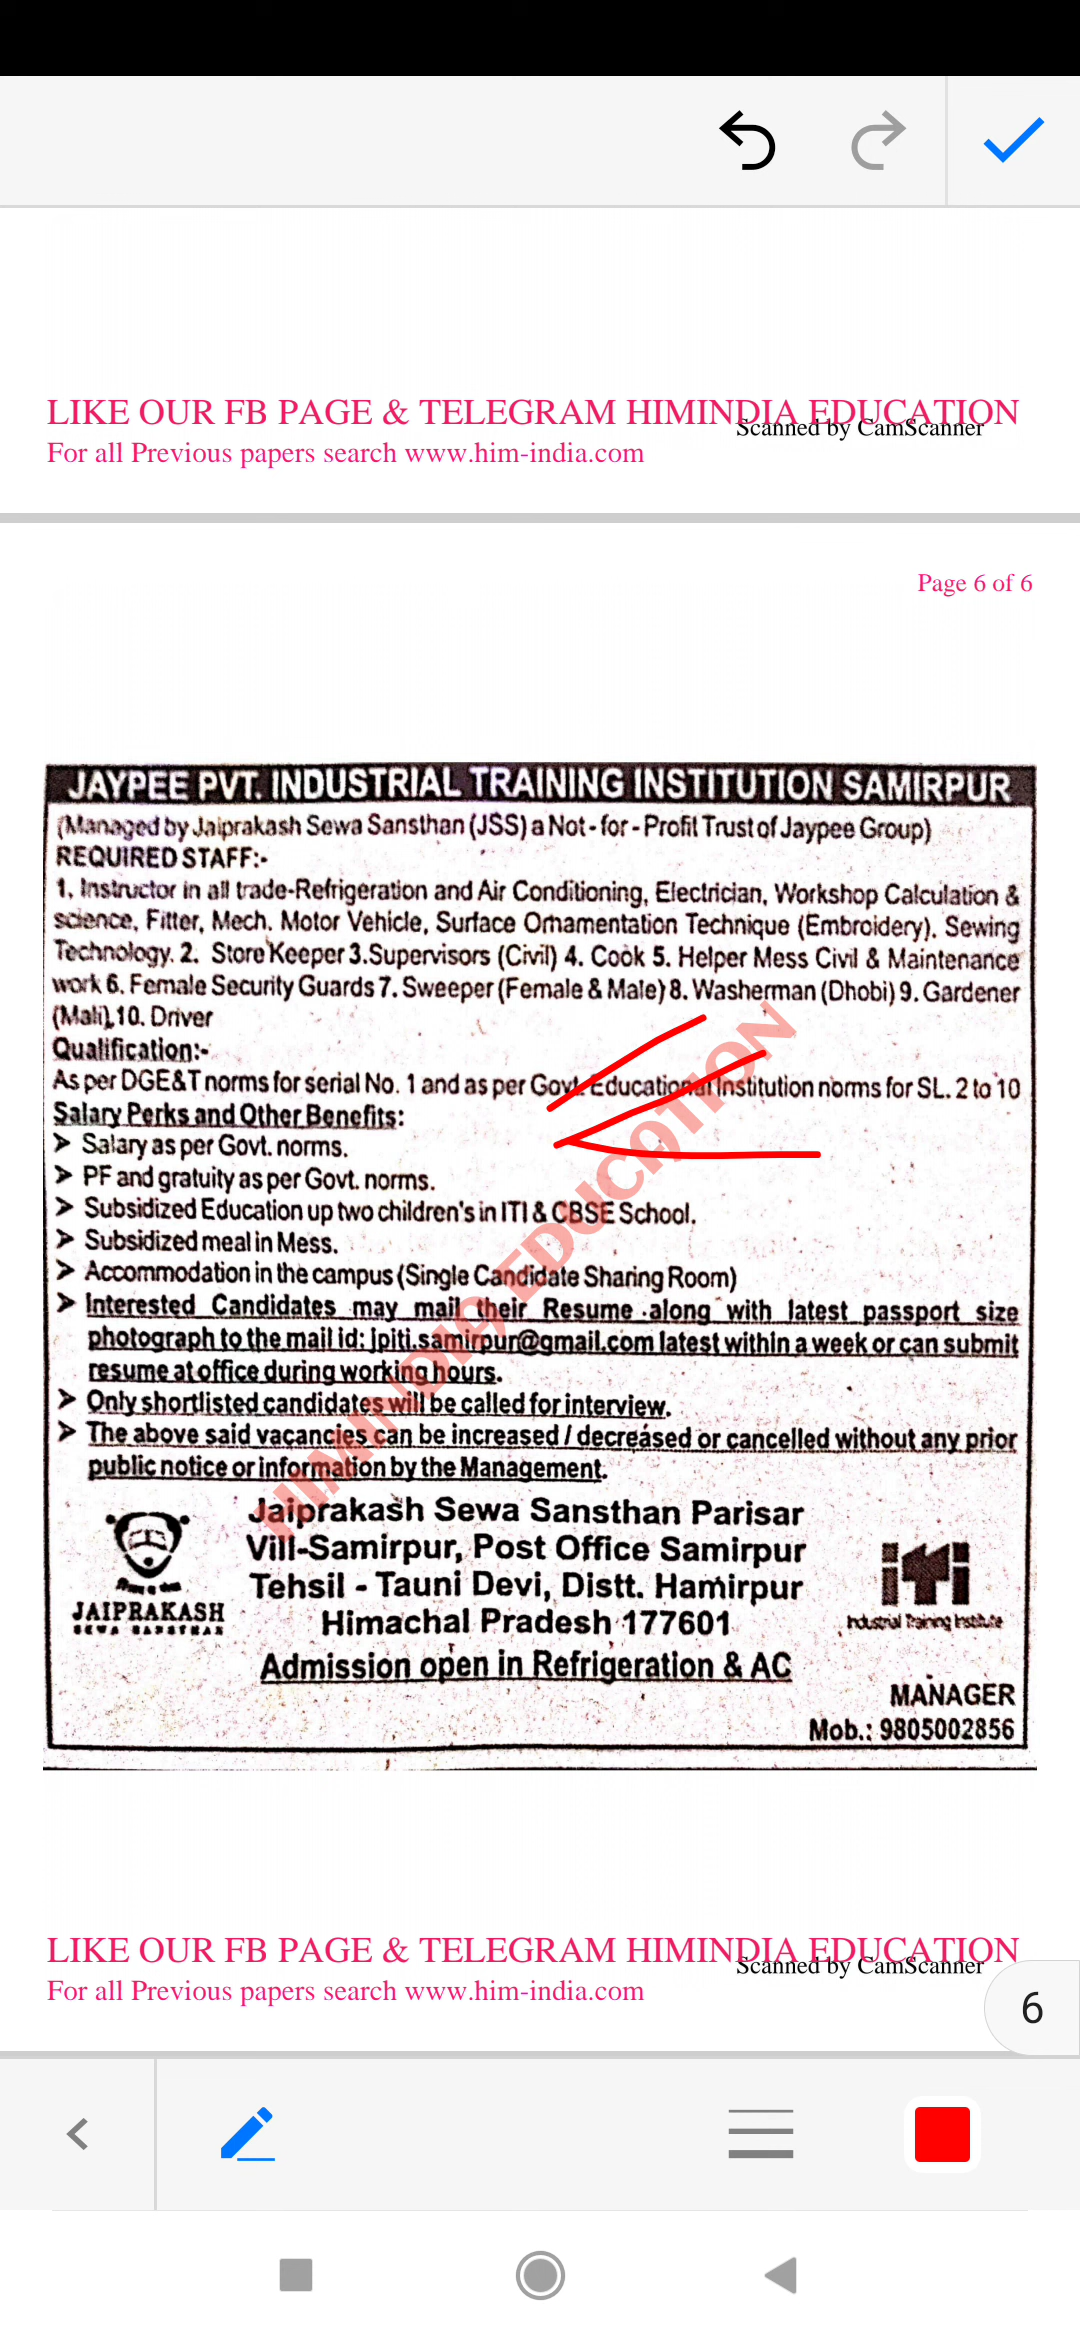 LIKE OUR FB PAGE & TELEGRAM HIMINDIA EDUCATION
Scanned by CamScanner
For all Previous papers search www.him-india.com
Page 6 of 6
JAYPEE PVT. INDUSTRIAL TRAINING INSTITUTION SAMIRPUR
(Managed by Jaiprakash Sewa Sansthan (JSS) a Not - for - Profit Trust of Jaypee Group)
REQUIRED STAFF:-
1. Instructor in all trade-Refrigeration and Air Conditioning, Electrician, Workshop Calculation &
science, Fitter, Mech. Motor Vehicle, Surface Ornamentation Technique (Embroidery). Sewing
Technology. 2. Store Keeper 3.Supervisors (Civil) 4. Cook 5. Helper Mess Civil & Maintenance
work 6. Female Security Guards 7. Sweeper (Female & Male) 8. Washerman (Dhobi) 9. Gardener
(Mali),10. Driver
Qualification:-
As per DGE&T norms for serial No. 1 and as per Govt. Educational Institution norms for SL. 2 to 10
Salary Perks and Other Benefits:
➤ Salary as per Govt. norms.
➤ PF and gratuity as per Govt. norms.
➤ Subsidized Education up two children's in ITI & CBSE School.
➤ Subsidized meal in Mess.
➤ Accommodation in the campus (Single Candidate Sharing Room)
➤ Interested Candidates may mail their Resume along with latest passport size
photograph to the mail id: jpiti.samirpur@gmail.com latest within a week or can submit
resume at office during working hours.
➤ Only shortlisted candidates will be called for interview.
➤ The above said vacancies can be increased / decreased or cancelled without any prior
public notice or information by the Management.
HIMINDIA EDUCATION
Jaiprakash Sewa Sansthan Parisar
Vill-Samirpur, Post Office Samirpur
Tehsil - Tauni Devi, Distt. Hamirpur
Himachal Pradesh 177601
JAIPRAKASH
SEWA SANSTHAN
iTi
Industrial Training Institute
Admission open in Refrigeration & AC
MANAGER
Mob.: 9805002856
LIKE OUR FB PAGE & TELEGRAM HIMINDIA EDUCATION
Scanned by CamScanner
For all Previous papers search www.him-india.com
6